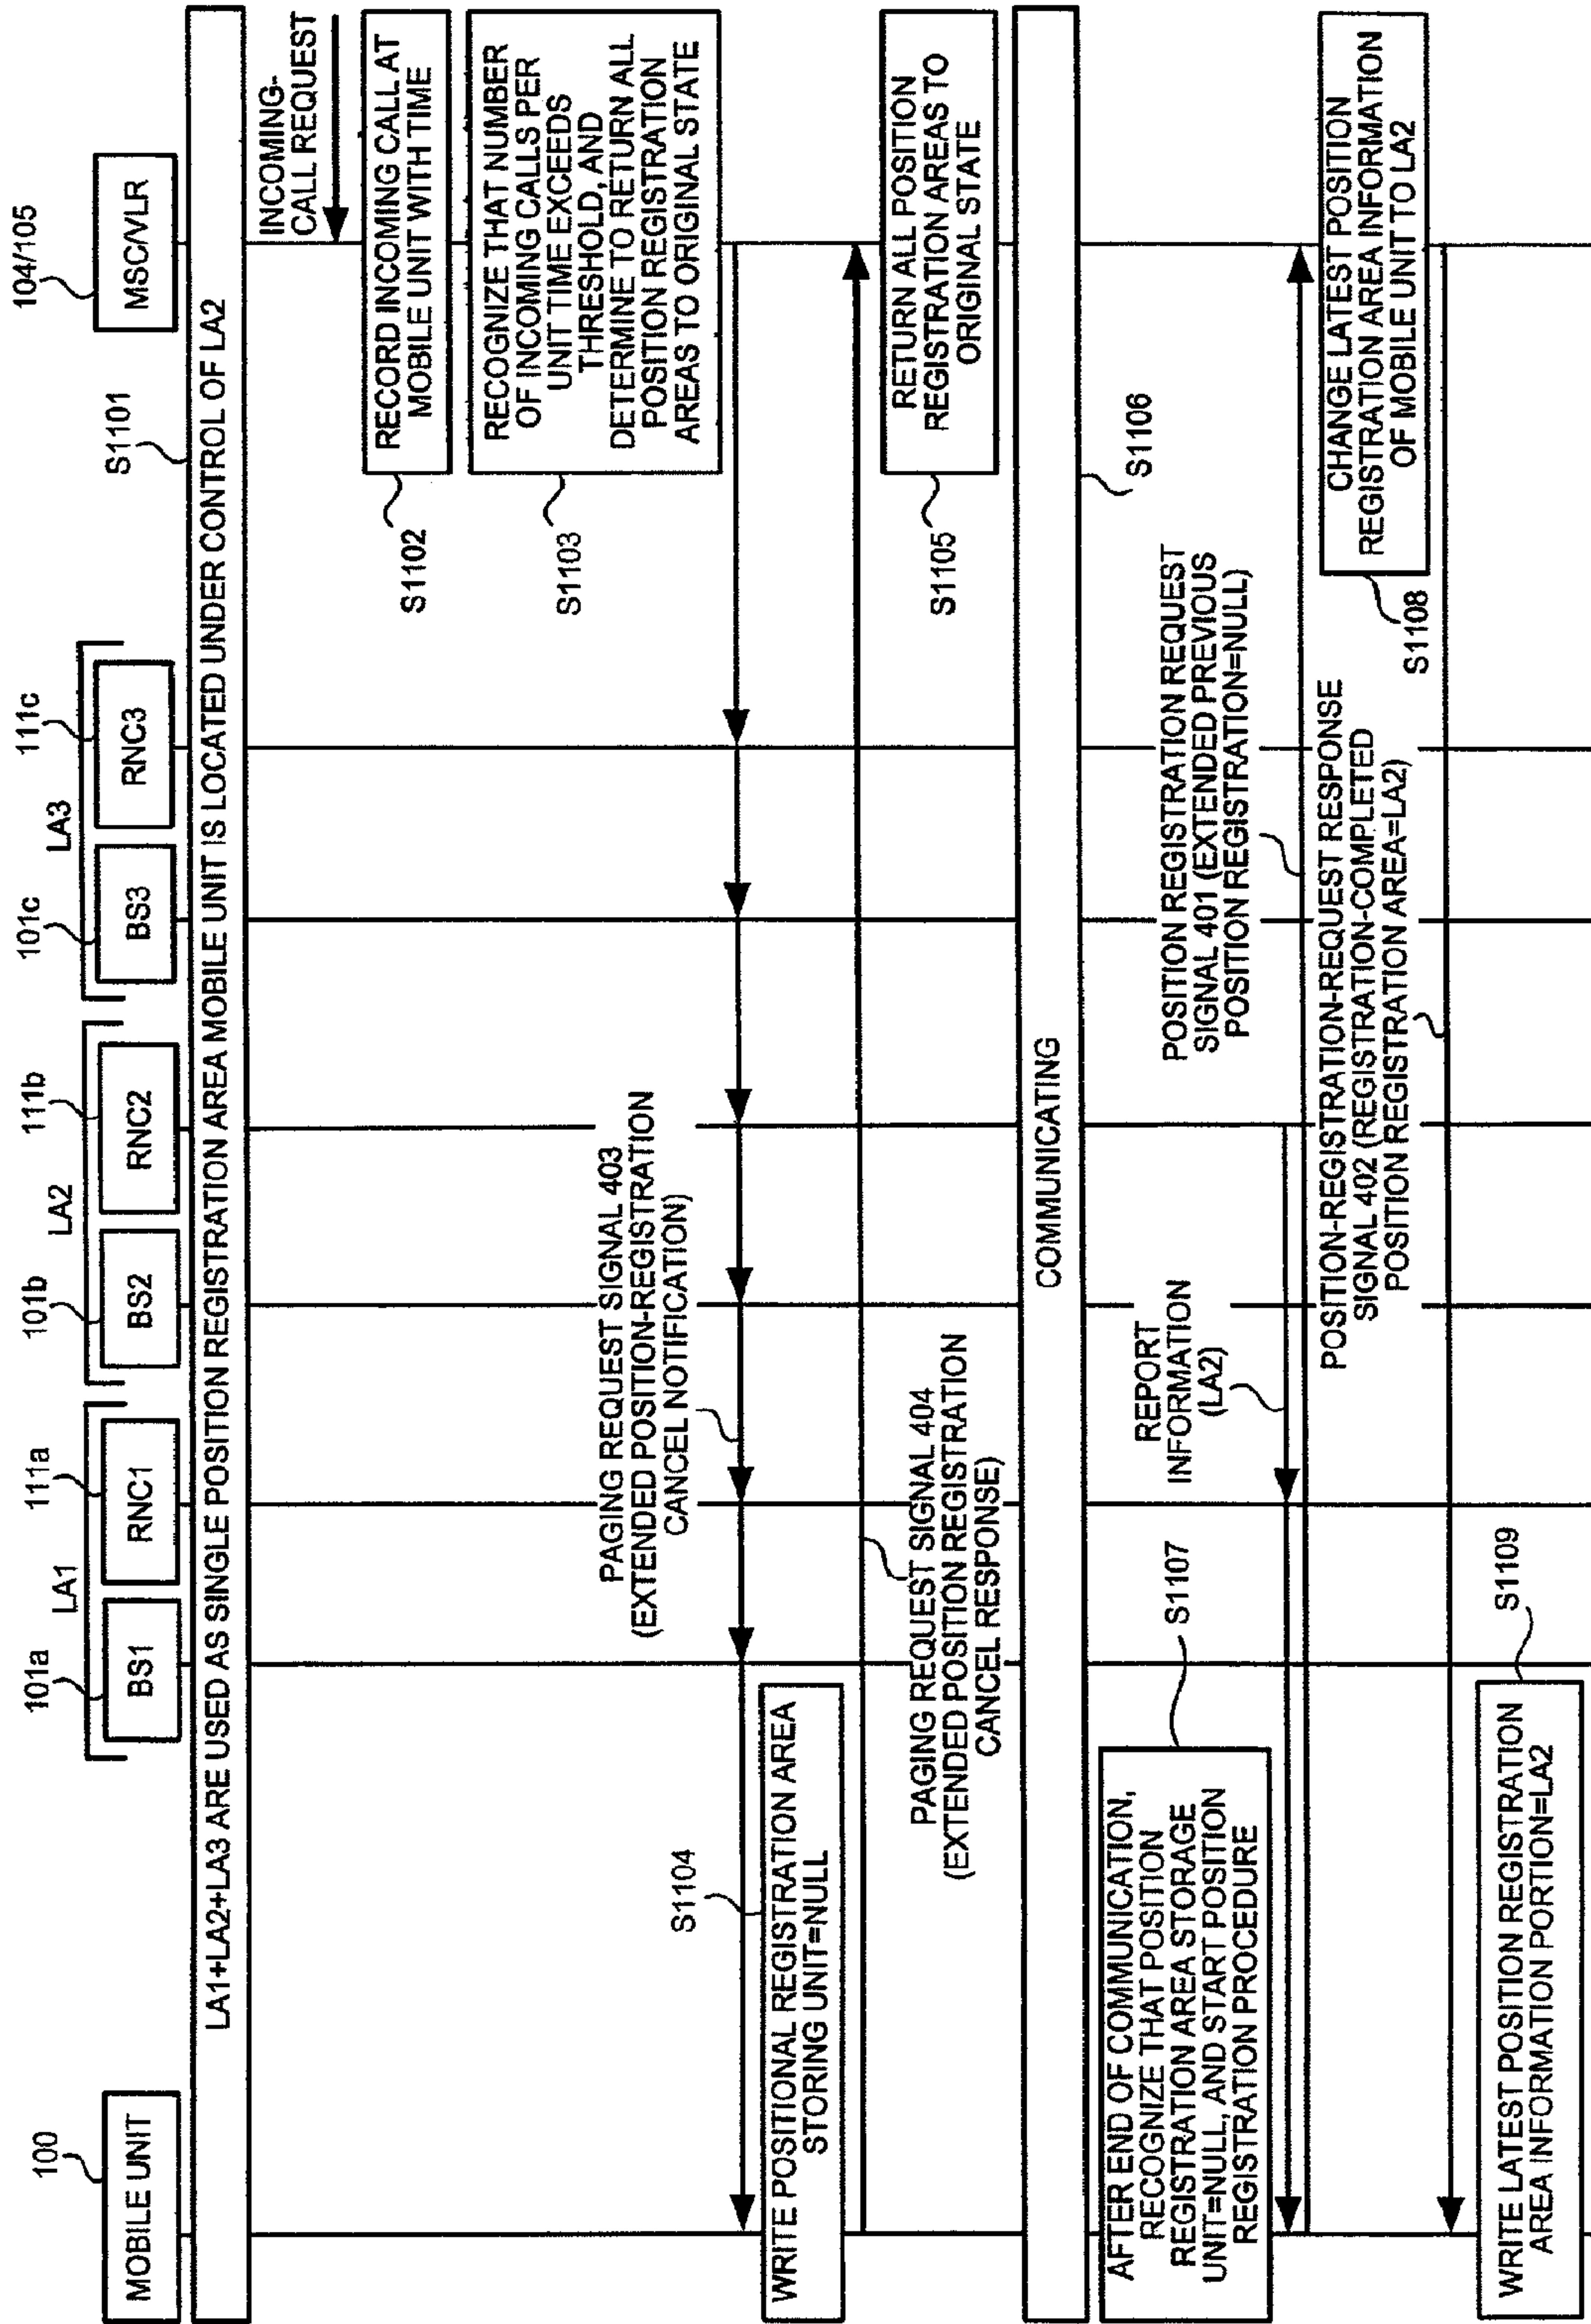 100
MOBILE UNIT
101a
LA1
111a
BS1
RNC1
101b
LA2
111b
BS2
RNC2
101c
LA3
111c
BS3
RNC3
104/105
MSC/VLR
S1101
LA1+LA2+LA3 ARE USED AS SINGLE POSITION REGISTRATION AREA MOBILE UNIT IS LOCATED UNDER CONTROL OF LA2
INCOMING-
CALL REQUEST
RECORD INCOMING CALL AT
MOBILE UNIT WITH TIME
S1102
RECOGNIZE THAT NUMBER
OF INCOMING CALLS PER
UNIT TIME EXCEEDS
THRESHOLD, AND
DETERMINE TO RETURN ALL
POSITION REGISTRATION
AREAS TO ORIGINAL STATE
S1103
PAGING REQUEST SIGNAL 403
(EXTENDED POSITION-REGISTRATION
CANCEL NOTIFICATION)
S1104
WRITE POSITIONAL REGISTRATION AREA
STORING UNIT=NULL
PAGING REQUEST SIGNAL 404
(EXTENDED POSITION REGISTRATION
CANCEL RESPONSE)
RETURN ALL POSITION
REGISTRATION AREAS TO
ORIGINAL STATE
S1105
COMMUNICATING
S1106
AFTER END OF COMMUNICATION,
RECOGNIZE THAT POSITION
REGISTRATION AREA STORAGE
UNIT=NULL, AND START POSITION
REGISTRATION PROCEDURE
S1107
REPORT
INFORMATION
(LA2)
POSITION REGISTRATION REQUEST
SIGNAL 401 (EXTENDED PREVIOUS
POSITION REGISTRATION=NULL)
CHANGE LATEST POSITION
REGISTRATION AREA INFORMATION
OF MOBILE UNIT TO LA2
S1108
POSITION-REGISTRATION-REQUEST RESPONSE
SIGNAL 402 (REGISTRATION-COMPLETED
POSITION REGISTRATION AREA=LA2)
WRITE LATEST POSITION REGISTRATION
AREA INFORMATION PORTION=LA2
S1109